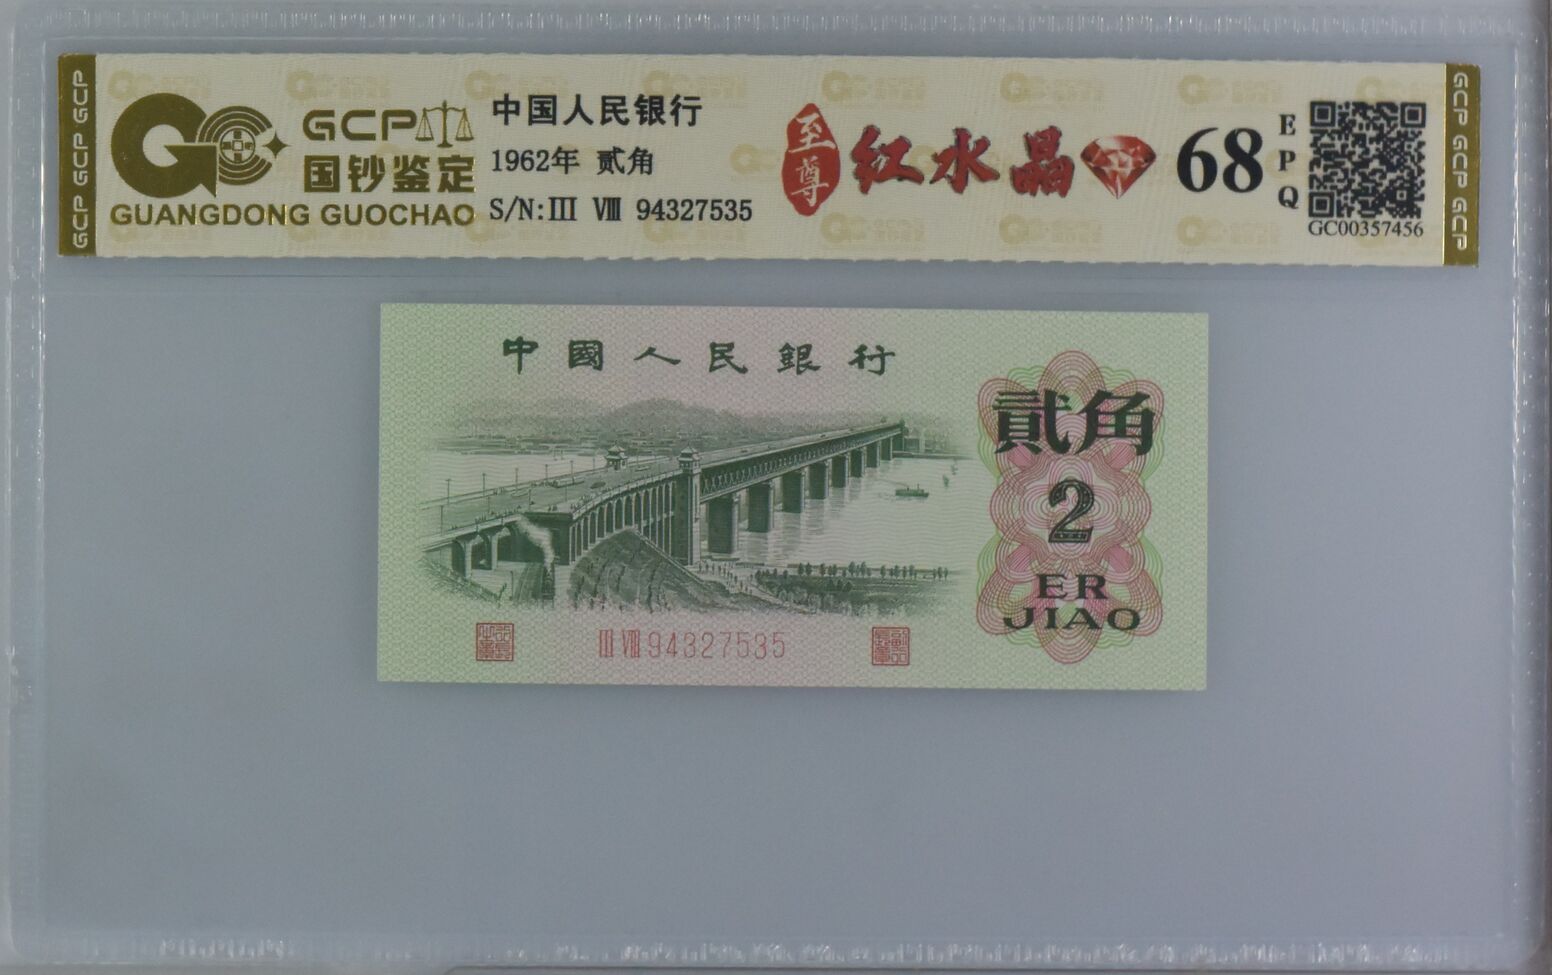 GCP GCP GCP
GCP
国钞鉴定
GUANGDONG GUOCHAO
中国人民银行
1962年 贰角
S/N:III VIII 94327535
至尊
红水晶
68
EPQ
GC00357456
GCP GCP GCP
中國人民銀行
貳角
2
ER
JIAO
III VIII 94327535